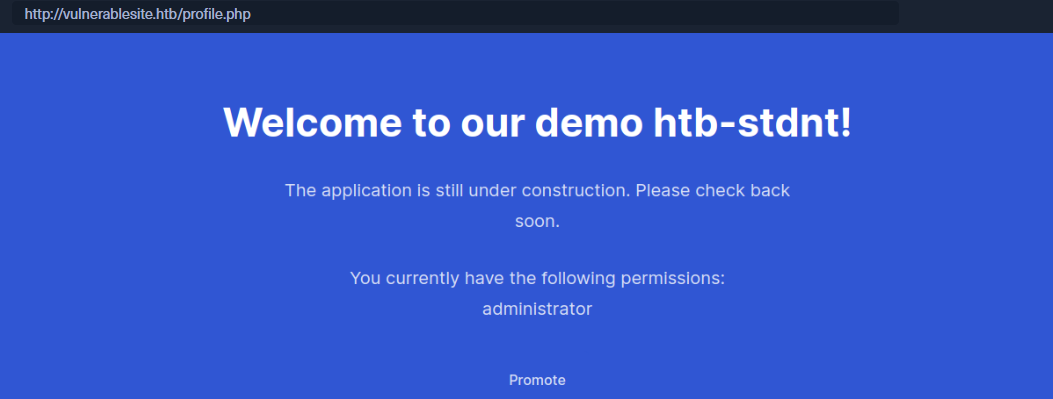 http://vulnerablesite.htb/profile.php
Welcome to our demo htb-stdnt!
The application is still under construction. Please check back
soon.
You currently have the following permissions:
administrator
Promote